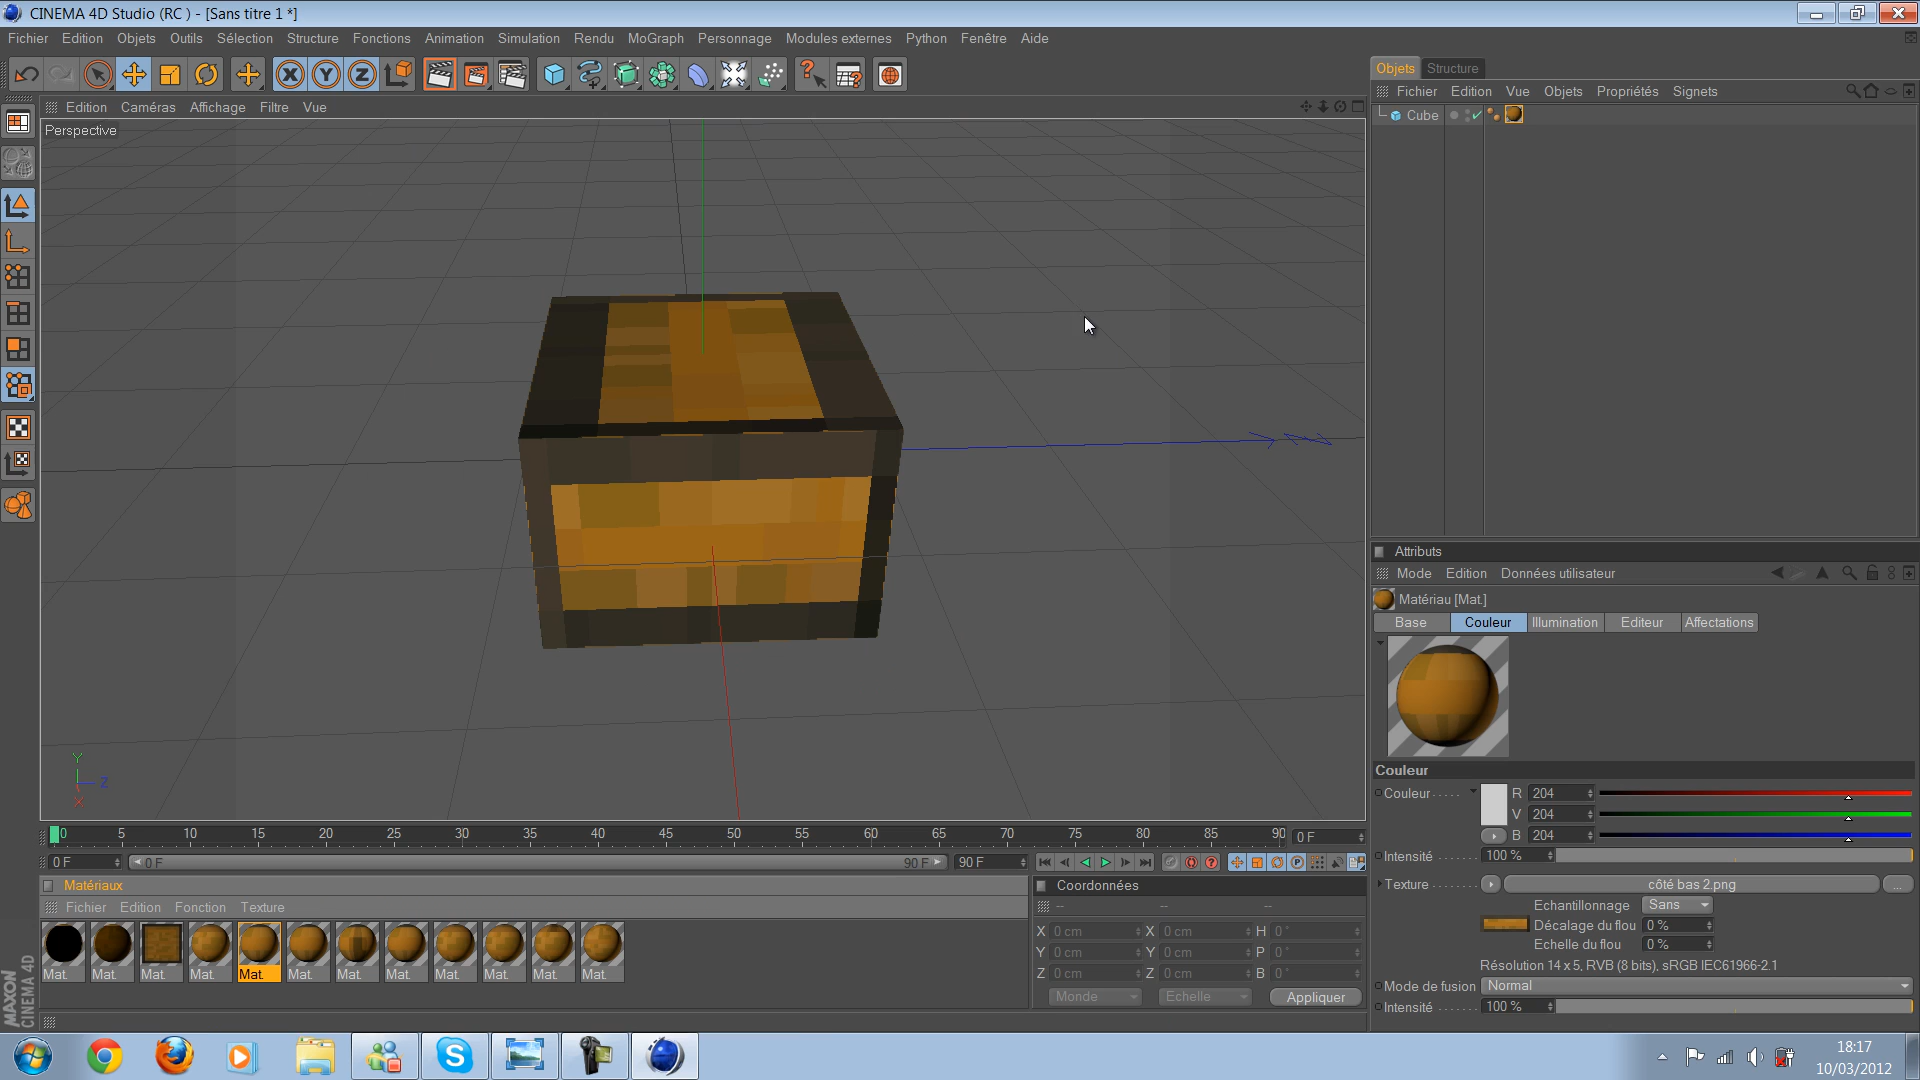 CINEMA 4D Studio (RC ) - [Sans titre 1 *]
Fichier Edition Objets Outils Sélection Structure Fonctions Animation Simulation Rendu MoGraph Personnage Modules externes Python Fenêtre Aide
X Y Z
Objets Structure
Edition Caméras Affichage Filtre Vue
Fichier Edition Vue Objets Propriétés Signets
Perspective
Cube
Attributs
Mode Edition Données utilisateur
Matériau [Mat.]
Base Couleur Illumination Editeur Affectations
Y
Z
X
Couleur
Couleur R 204
V 204
B 204
Intensité 100 %
Texture côté bas 2.png ...
Echantillonnage Sans
Décalage du flou 0 %
Echelle du flou 0 %
Résolution 14 x 5, RVB (8 bits), sRGB IEC61966-2.1
Mode de fusion Normal
Intensité 100 %
0 5 10 15 20 25 30 35 40 45 50 55 60 65 70 75 80 85 90 0 F
0 F 0 F 90 F 90 F
Matériaux
Fichier Edition Fonction Texture
Mat. Mat. Mat. Mat. Mat. Mat. Mat. Mat. Mat. Mat. Mat. Mat.
Coordonnées
-- -- --
X 0 cm X 0 cm H 0 °
Y 0 cm Y 0 cm P 0 °
Z 0 cm Z 0 cm B 0 °
Monde Echelle Appliquer
MAXON
CINEMA 4D
18:17
10/03/2012